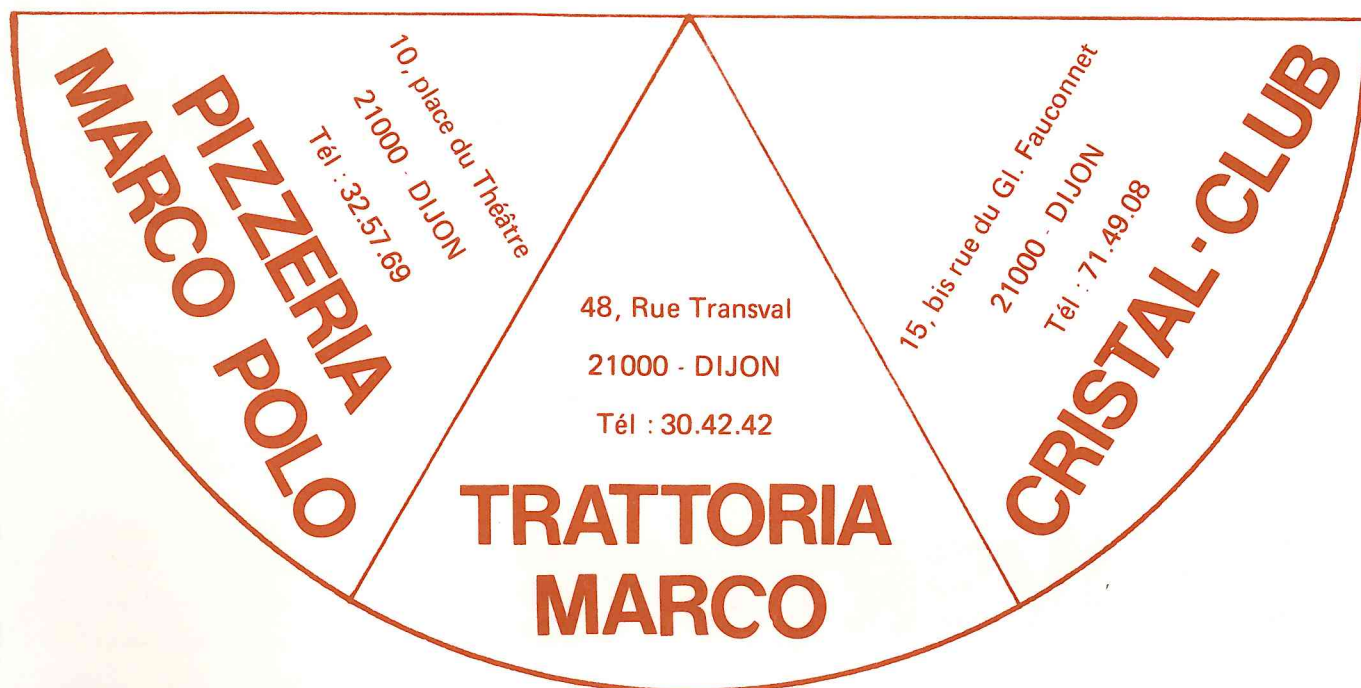 10, place du Théâtre
21000 - DIJON
Tél : 32.57.69
PIZZERIA
MARCO POLO
48, Rue Transval
21000 - DIJON
Tél : 30.42.42
TRATTORIA
MARCO
15, bis rue du Gl. Fauconnet
21000 - DIJON
Tél : 71.49.08
CRISTAL · CLUB